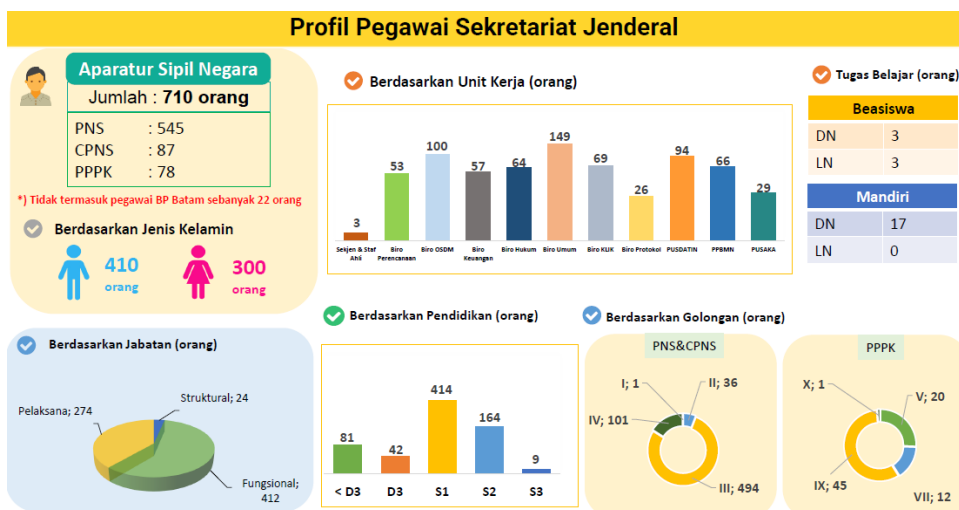 Profil Pegawai Sekretariat Jenderal
Aparatur Sipil Negara
Jumlah : 710 orang
PNS : 545
CPNS : 87
PPPK : 78
*) Tidak termasuk pegawai BP Batam sebanyak 22 orang
Berdasarkan Jenis Kelamin
410
orang
300
orang
Berdasarkan Unit Kerja (orang)
3
53
100
57
64
149
69
26
94
66
29
Sekjen & Staf
Ahli
Biro
Perencanaan
Biro OSDM
Biro
Keuangan
Biro Hukum
Biro Umum
Biro KLIK
Biro Protokol
PUSDATIN
PPBMN
PUSAKA
Tugas Belajar (orang)
Beasiswa
DN 3
LN 3
Mandiri
DN 17
LN 0
Berdasarkan Jabatan (orang)
Struktural; 24
Pelaksana; 274
Fungsional;
412
Berdasarkan Pendidikan (orang)
81
42
414
164
9
< D3
D3
S1
S2
S3
Berdasarkan Golongan (orang)
PNS&CPNS
I; 1
II; 36
IV; 101
III; 494
PPPK
X; 1
V; 20
IX; 45
VII; 12